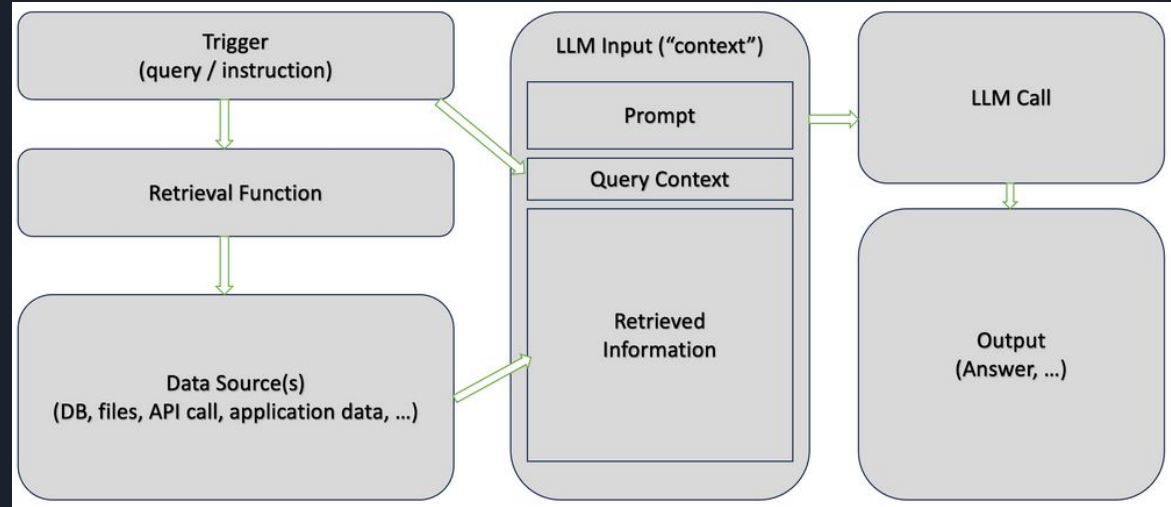 Trigger
(query / instruction)
Retrieval Function
Data Source(s)
(DB, files, API call, application data, …)
LLM Input (“context”)
Prompt
Query Context
Retrieved
Information
LLM Call
Output
(Answer, …)